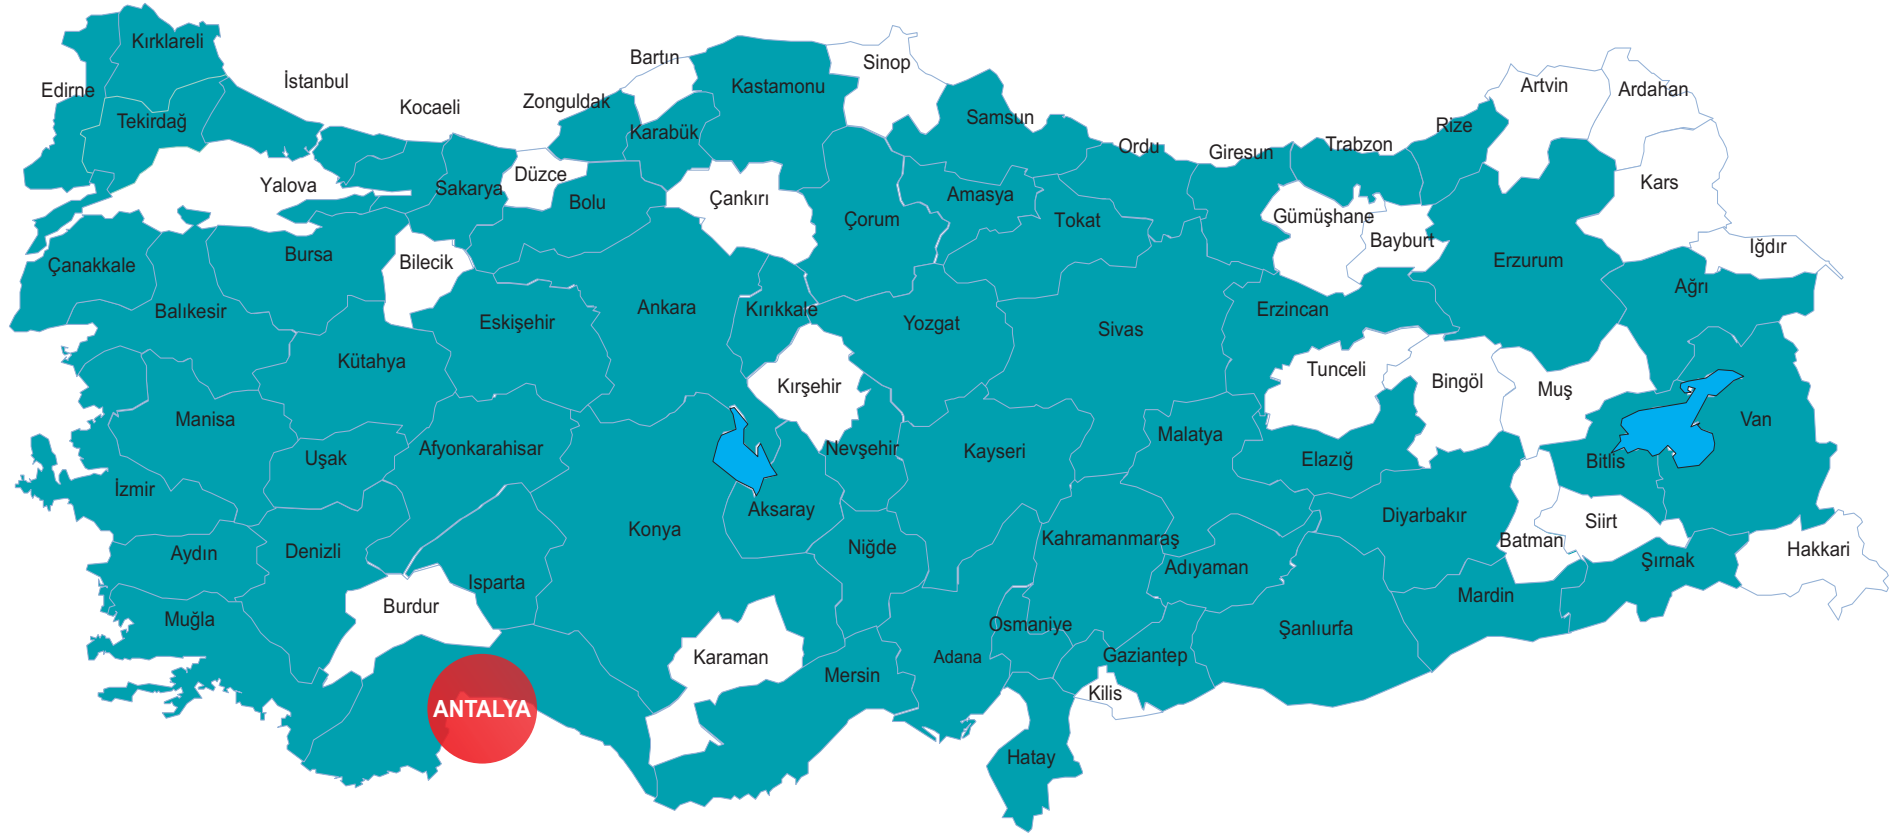 Kırklareli
Edirne
İstanbul
Tekirdağ
Kocaeli
Yalova
Zonguldak
Bartın
Karabük
Kastamonu
Sinop
Samsun
Ordu
Giresun
Trabzon
Rize
Artvin
Ardahan
Kars
Iğdır
Sakarya
Düzce
Bolu
Çankırı
Çorum
Amasya
Tokat
Gümüşhane
Bayburt
Erzurum
Ağrı
Çanakkale
Balıkesir
Bursa
Bilecik
Eskişehir
Ankara
Kırıkkale
Yozgat
Sivas
Erzincan
Kütahya
Kırşehir
Tunceli
Bingöl
Muş
Van
Manisa
Uşak
Afyonkarahisar
Nevşehir
Kayseri
Malatya
Elazığ
Bitlis
İzmir
Aksaray
Konya
Niğde
Kahramanmaraş
Adıyaman
Diyarbakır
Batman
Siirt
Şırnak
Hakkari
Aydın
Denizli
Isparta
Burdur
Muğla
Karaman
Mersin
Adana
Osmaniye
Gaziantep
Kilis
Şanlıurfa
Mardin
ANTALYA
Hatay